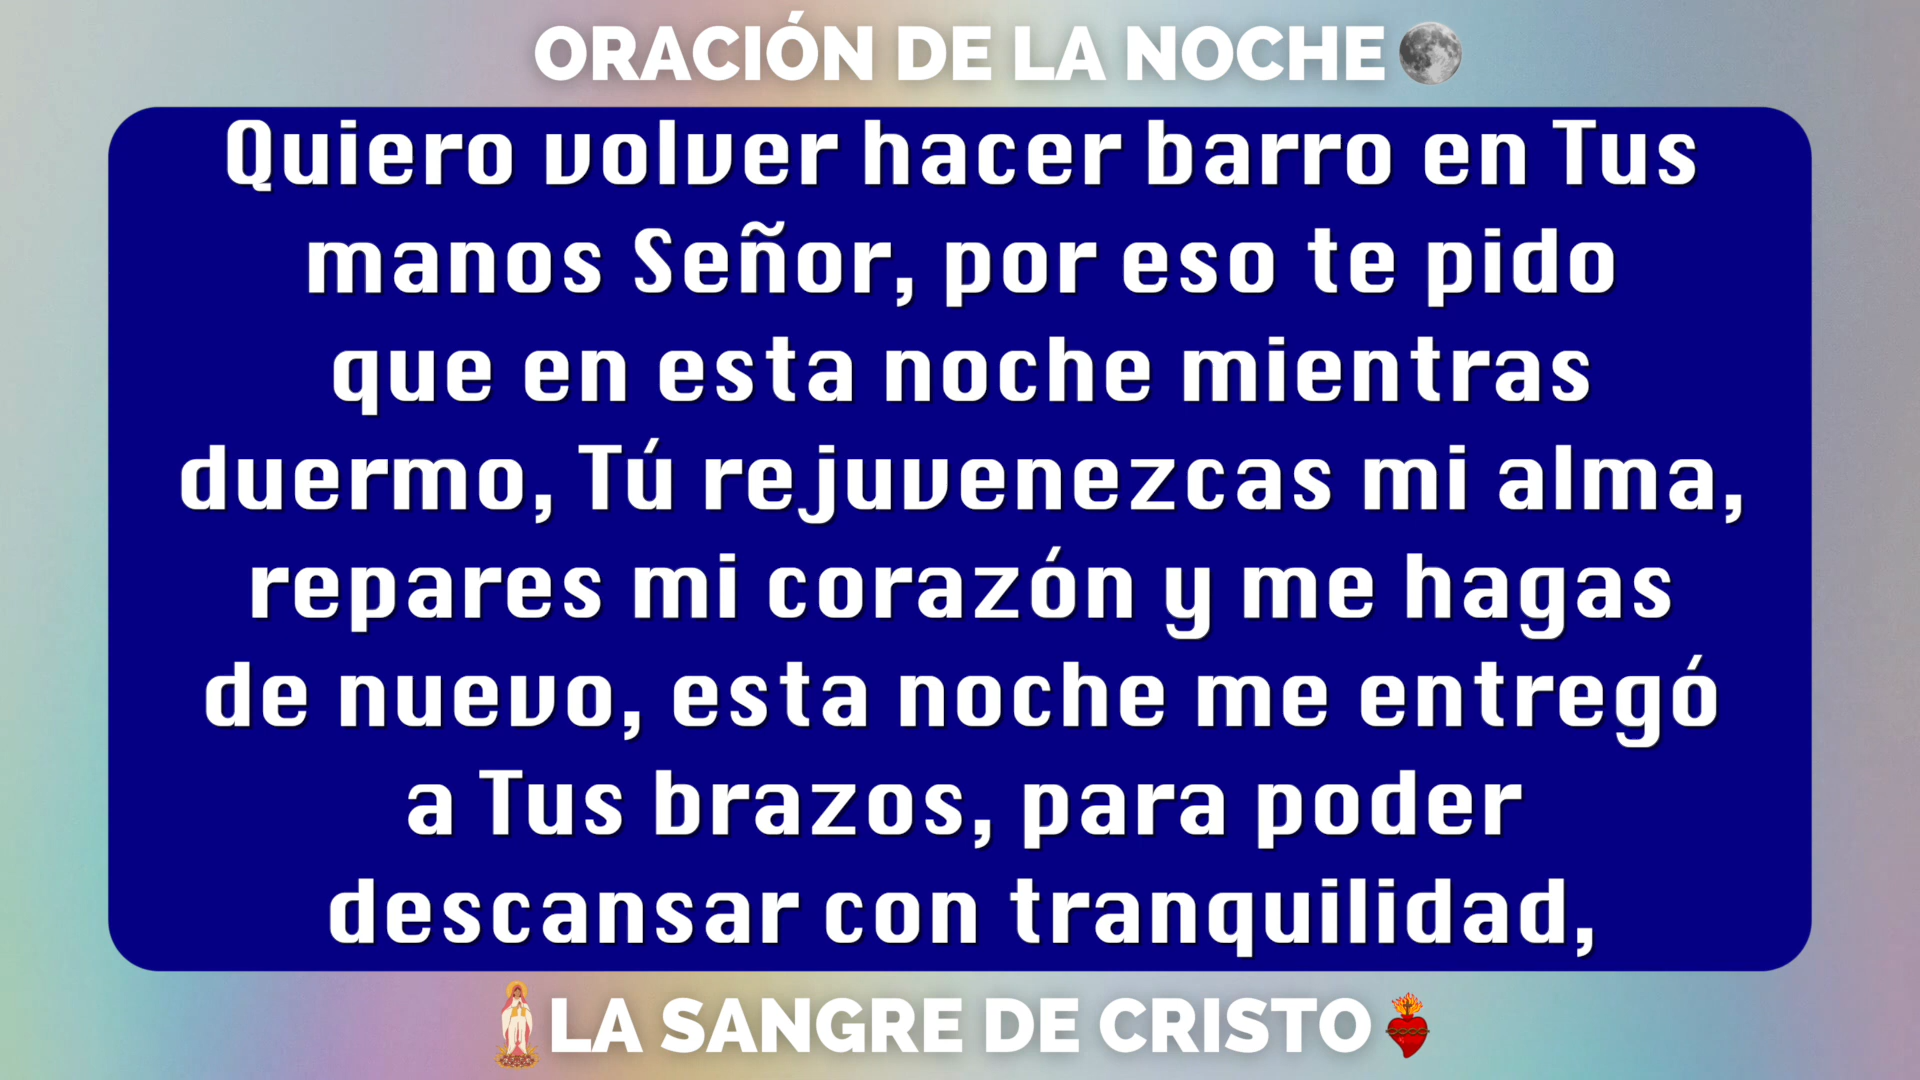 ORACIÓN DE LA NOCHE
Quiero volver hacer barro en Tus
manos Señor, por eso te pido
que en esta noche mientras
duermo, Tú rejuvenezcas mi alma,
repares mi corazón y me hagas
de nuevo, esta noche me entregó
a Tus brazos, para poder
descansar con tranquilidad,
LA SANGRE DE CRISTO